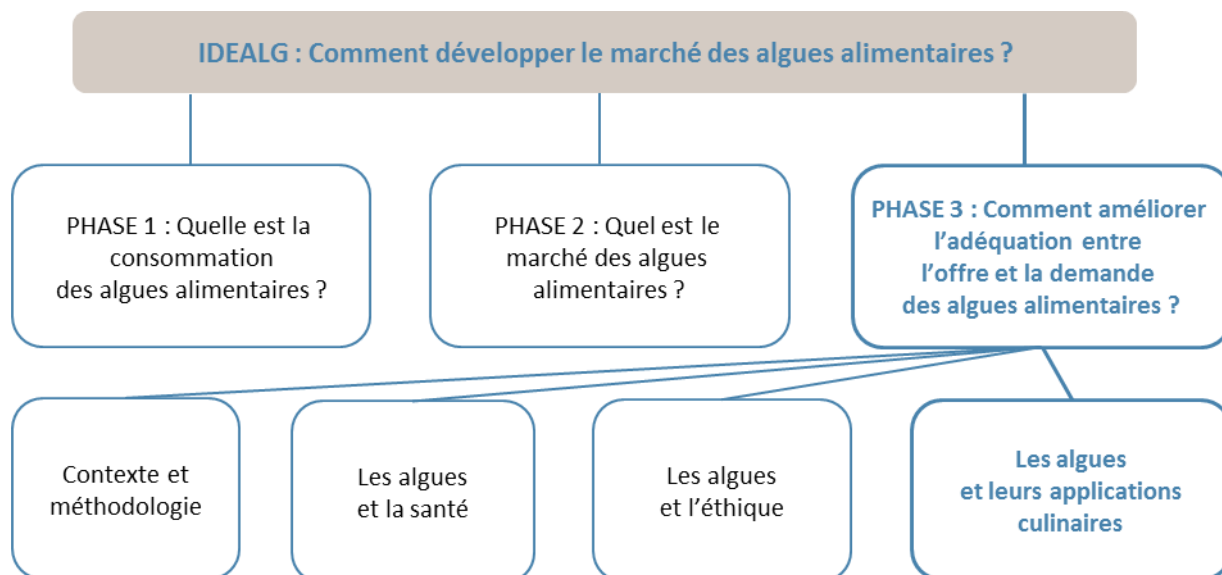 IDEALG : Comment développer le marché des algues alimentaires ?
PHASE 1 : Quelle est la
consommation
des algues alimentaires ?
PHASE 2 : Quel est le
marché des algues
alimentaires ?
PHASE 3 : Comment améliorer
l’adéquation entre
l’offre et la demande
des algues alimentaires ?
Contexte et
méthodologie
Les algues
et la santé
Les algues
et l’éthique
Les algues
et leurs applications
culinaires